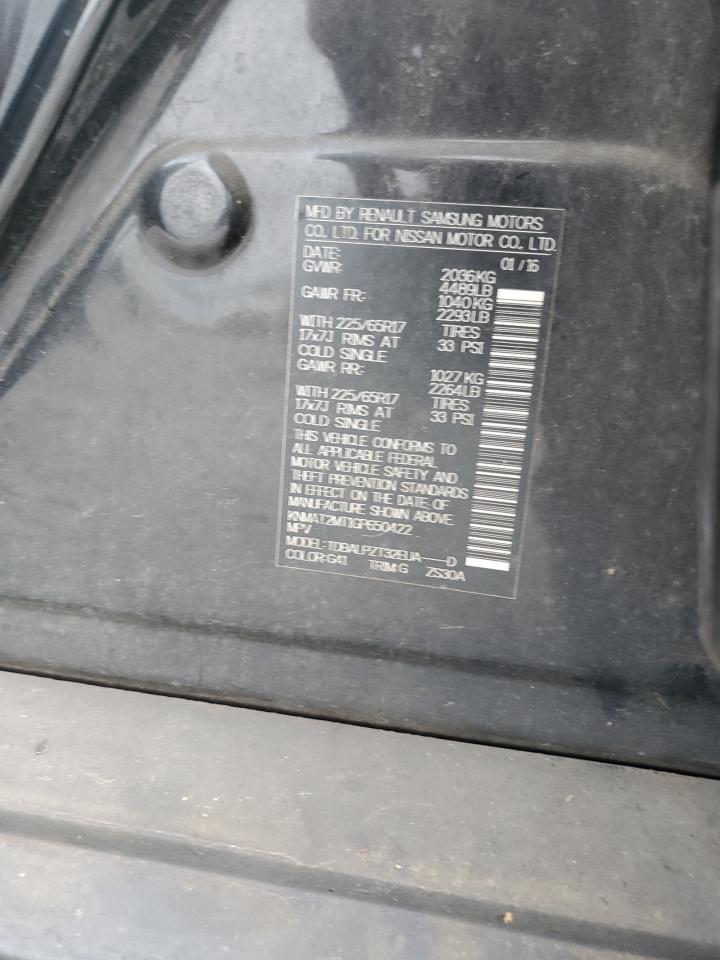 MFD BY RENAULT SAMSUNG MOTORS
CO., LTD. FOR NISSAN MOTOR CO., LTD.
DATE: 01/16
GVWR: 2036KG
4489LB
GAWR FR: 1040KG
2293LB
WITH 225/65R17 TIRES
17x7J RIMS AT 33 PSI
COLD SINGLE
GAWR RR: 1027KG
2264LB
WITH 225/65R17 TIRES
17x7J RIMS AT 33 PSI
COLD SINGLE
THIS VEHICLE CONFORMS TO
ALL APPLICABLE FEDERAL
MOTOR VEHICLE SAFETY AND
THEFT PREVENTION STANDARDS
IN EFFECT ON THE DATE OF
MANUFACTURE SHOWN ABOVE.
KNMAT2MT1GP650422
MPV
MODEL:TDBALPZT32EUA-----D
COLOR:G41 TRIM:G ZS30A